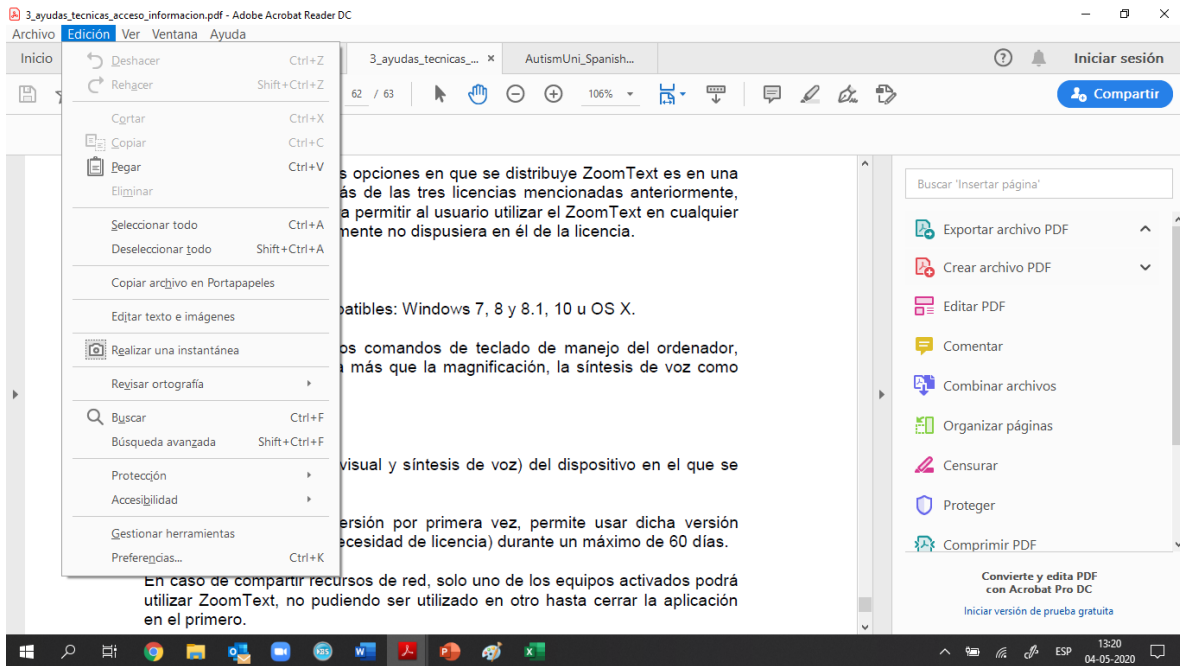 3_ayudas_tecnicas_acceso_informacion.pdf - Adobe Acrobat Reader DC
Archivo Edición Ver Ventana Ayuda
Inicio
3_ayudas_tecnicas_... ×
AutismUni_Spanish...
Iniciar sesión
62 / 63
106%
Compartir
Deshacer Ctrl+Z
Rehacer Shift+Ctrl+Z
Cortar Ctrl+X
Copiar Ctrl+C
Pegar Ctrl+V
Eliminar
Seleccionar todo Ctrl+A
Deseleccionar todo Shift+Ctrl+A
Copiar archivo en Portapapeles
Editar texto e imágenes
Realizar una instantánea
Revisar ortografía
Buscar Ctrl+F
Búsqueda avanzada Shift+Ctrl+F
Protección
Accesibilidad
Gestionar herramientas
Preferencias... Ctrl+K
s opciones en que se distribuye ZoomText es en una
ás de las tres licencias mencionadas anteriormente,
a permitir al usuario utilizar el ZoomText en cualquier
mente no dispusiera en él de la licencia.
patibles: Windows 7, 8 y 8.1, 10 u OS X.
os comandos de teclado de manejo del ordenador,
a más que la magnificación, la síntesis de voz como
visual y síntesis de voz) del dispositivo en el que se
ersión por primera vez, permite usar dicha versión
ecesidad de licencia) durante un máximo de 60 días.
En caso de compartir recursos de red, solo uno de los equipos activados podrá
utilizar ZoomText, no pudiendo ser utilizado en otro hasta cerrar la aplicación
en el primero.
Buscar 'Insertar página'
Exportar archivo PDF
Crear archivo PDF
Editar PDF
Comentar
Combinar archivos
Organizar páginas
Censurar
Proteger
Comprimir PDF
Convierte y edita PDF
con Acrobat Pro DC
Iniciar versión de prueba gratuita
ESP
13:20
04-05-2020